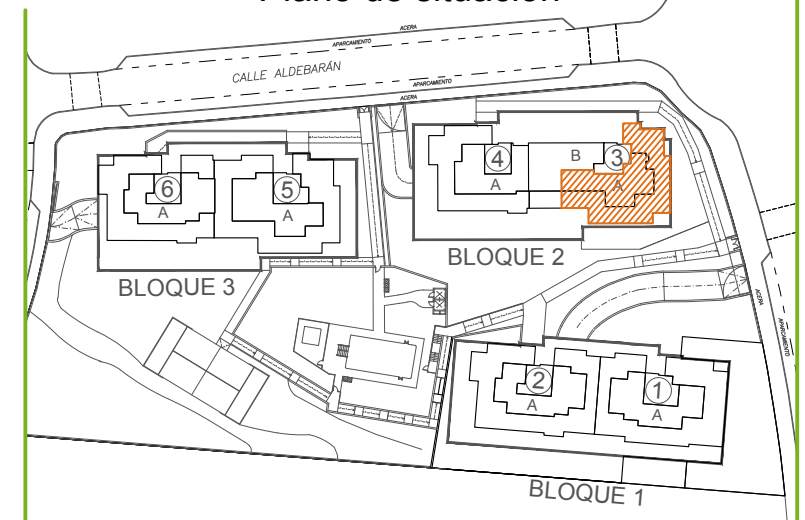 Plano de situación
ACERA
APARCAMIENTO
CALLE ALDEBARÁN
APARCAMIENTO
ACERA
4
A
B
3
A
6
A
5
A
BLOQUE 2
BLOQUE 3
ACERA
APARCAMIENTO
2
A
1
A
BLOQUE 1